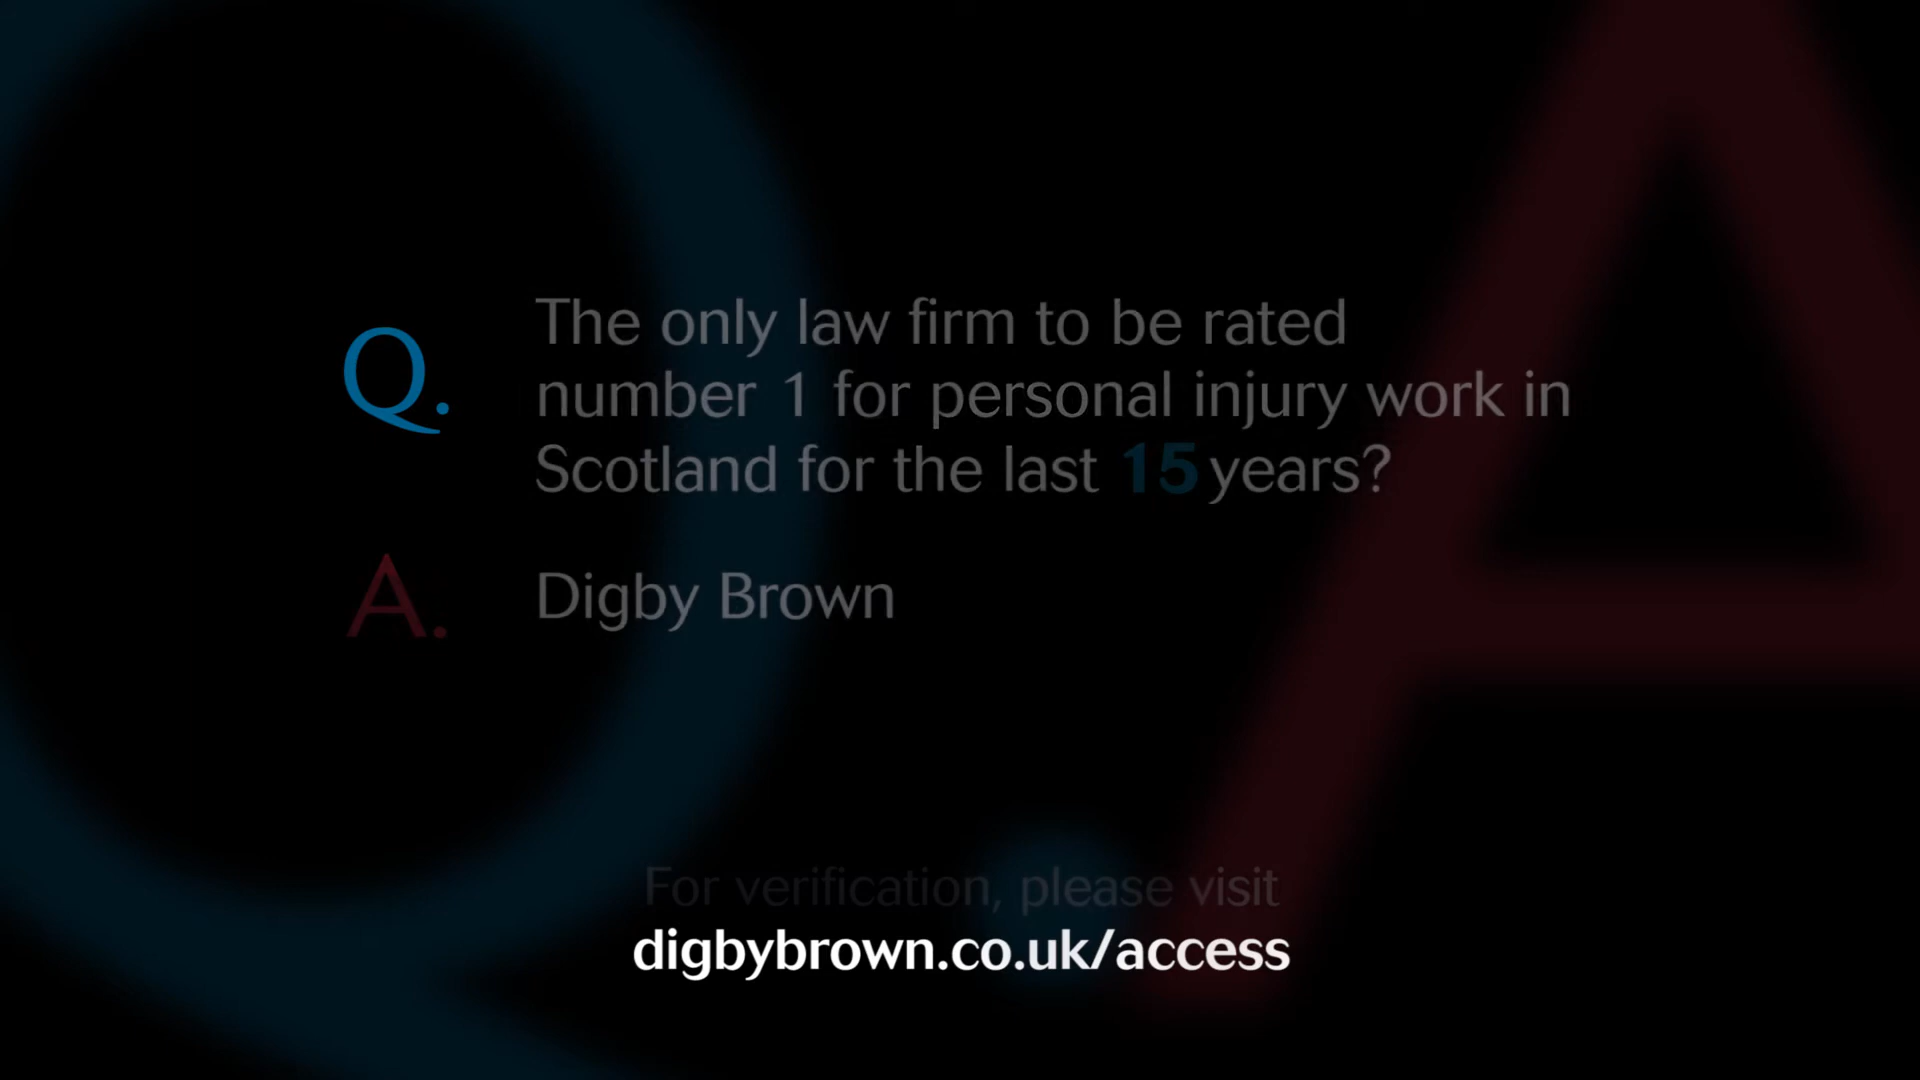 Q. The only law firm to be rated
number 1 for personal injury work in
Scotland for the last 15 years?
A. Digby Brown
For verification, please visit
digbybrown.co.uk/access